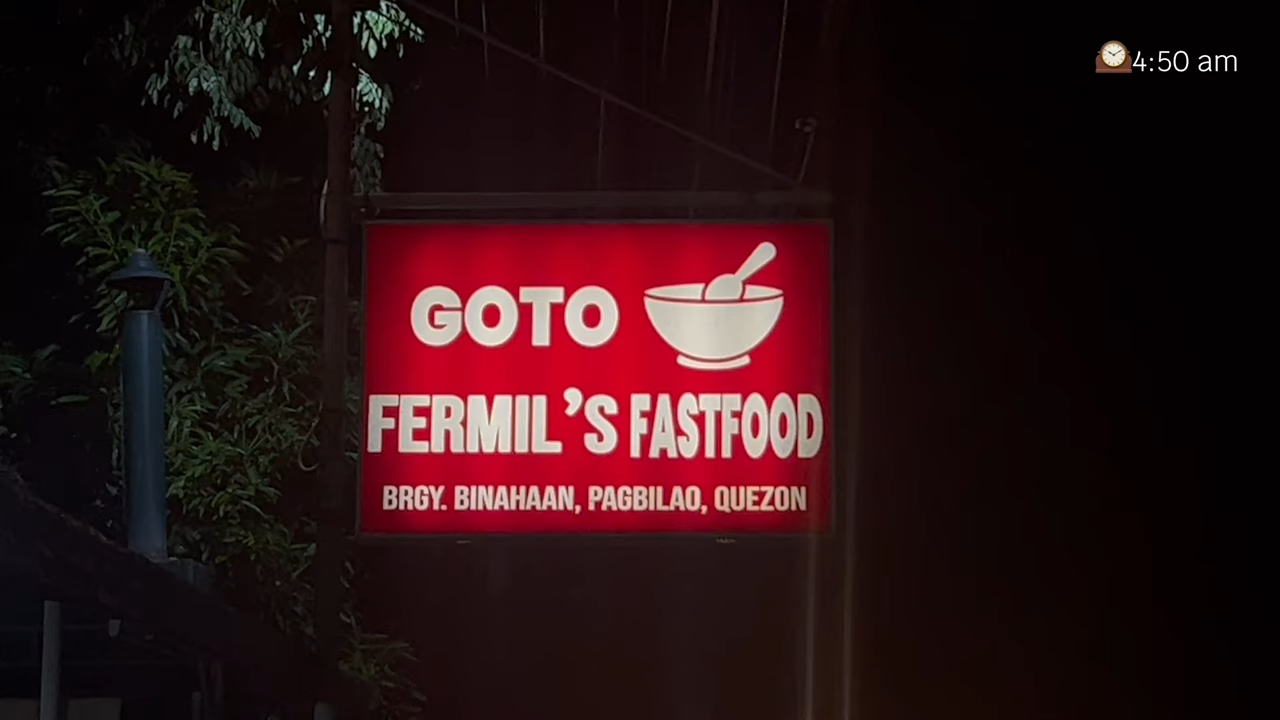 4:50 am
GOTO
FERMIL'S FASTFOOD
BRGY. BINAHAAN, PAGBILAO, QUEZON